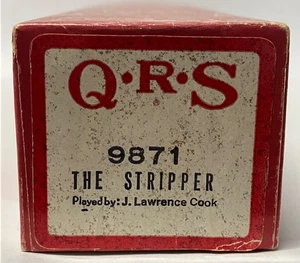 Q·R·S
9871
THE STRIPPER
Played by: J. Lawrence Cook